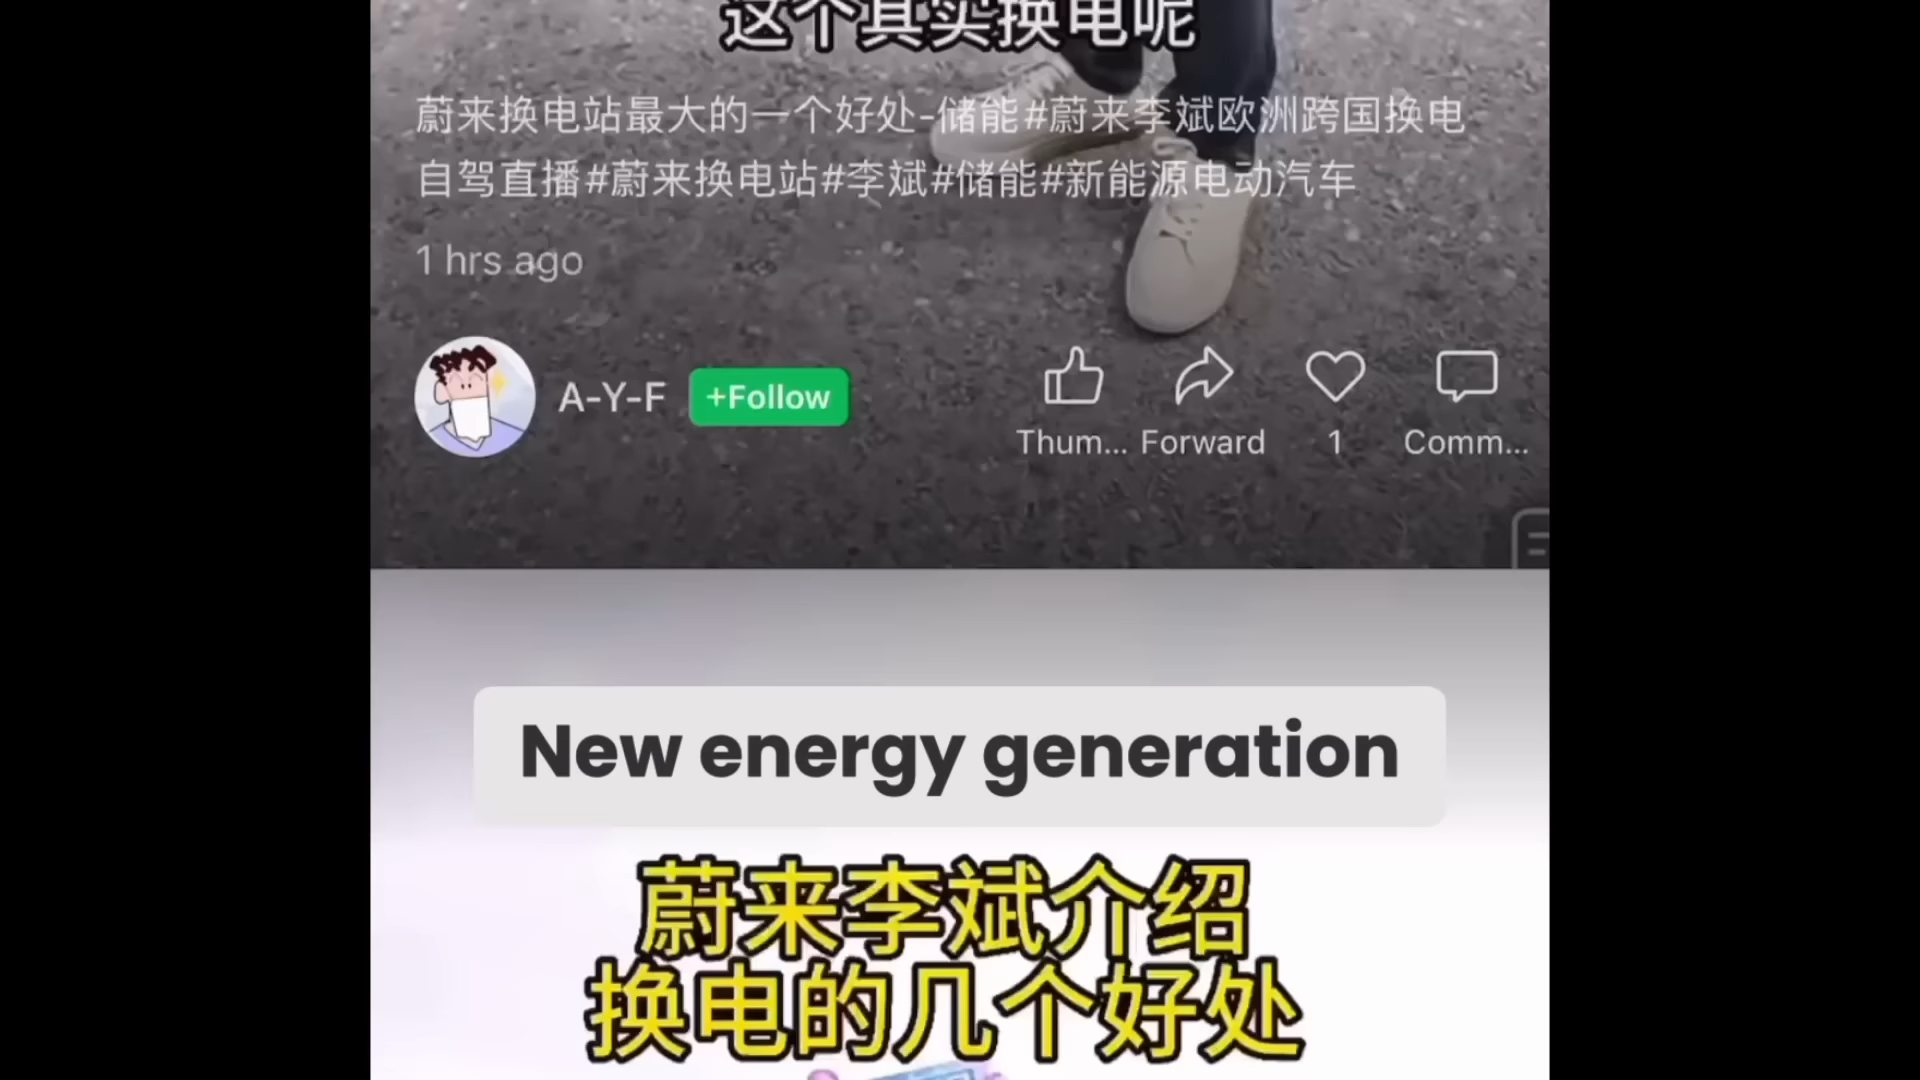 这个其实换电呢
蔚来换电站最大的一个好处-储能#蔚来李斌欧洲跨国换电
自驾直播#蔚来换电站#李斌#储能#新能源电动汽车
1 hrs ago
A-Y-F
+Follow
Thum...
Forward
1
Comm...
New energy generation
蔚来李斌介绍
换电的几个好处